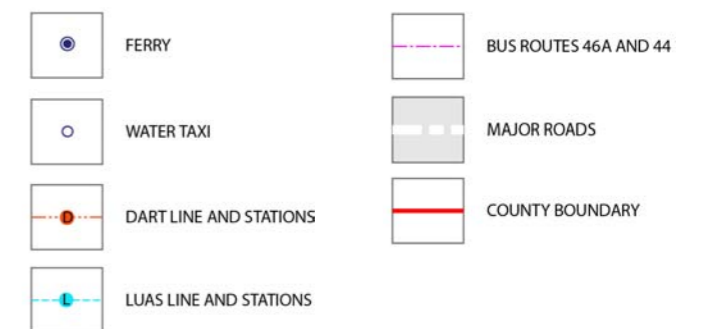 FERRY
WATER TAXI
D
DART LINE AND STATIONS
L
LUAS LINE AND STATIONS
BUS ROUTES 46A AND 44
MAJOR ROADS
COUNTY BOUNDARY